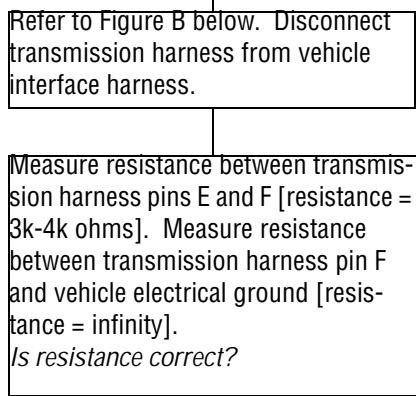 Refer to Figure B below.  Disconnect
transmission harness from vehicle
interface harness.
Measure resistance between transmis-
sion harness pins E and F [resistance =
3k-4k ohms].  Measure resistance
between transmission harness pin F
and vehicle electrical ground [resis-
tance = infinity].
Is resistance correct?